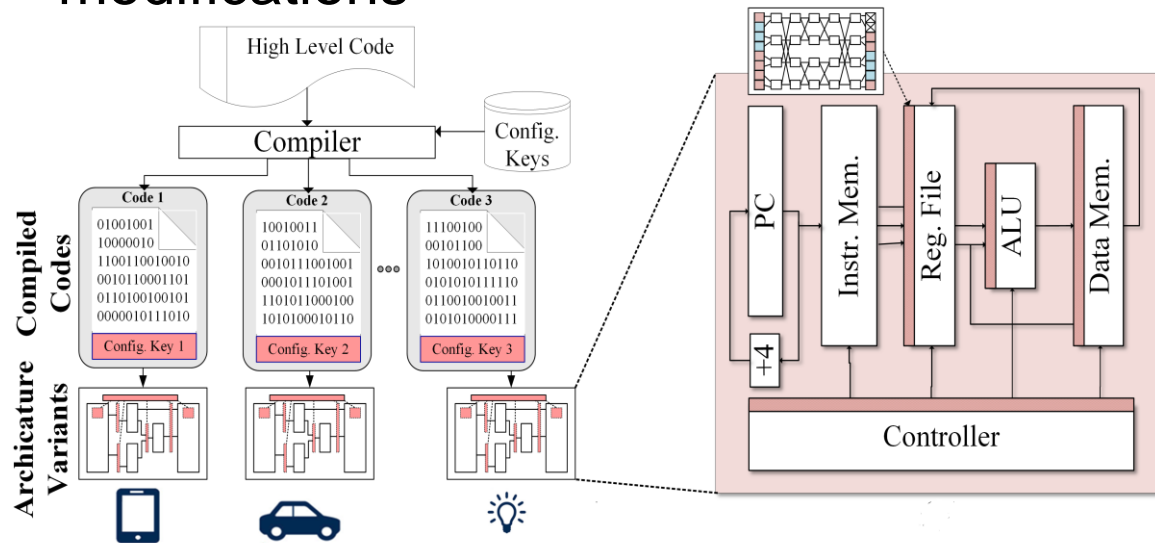 High Level Code
Compiler
Config.
Keys
Compiled
Codes
Code 1
01001001
10000010
1100110010010
0010110001101
0110100100101
0000010111010
Config. Key 1
Code 2
10010011
01101010
0010111001001
0001011101001
1101011000100
1010100010110
Config. Key 2
Code 3
11100100
00101100
1010010110110
0101010111110
0110010010011
0101010000111
Config. Key 3
Archicature
Variants
PC
+4
Instr. Mem.
Reg. File
ALU
Data Mem.
Controller